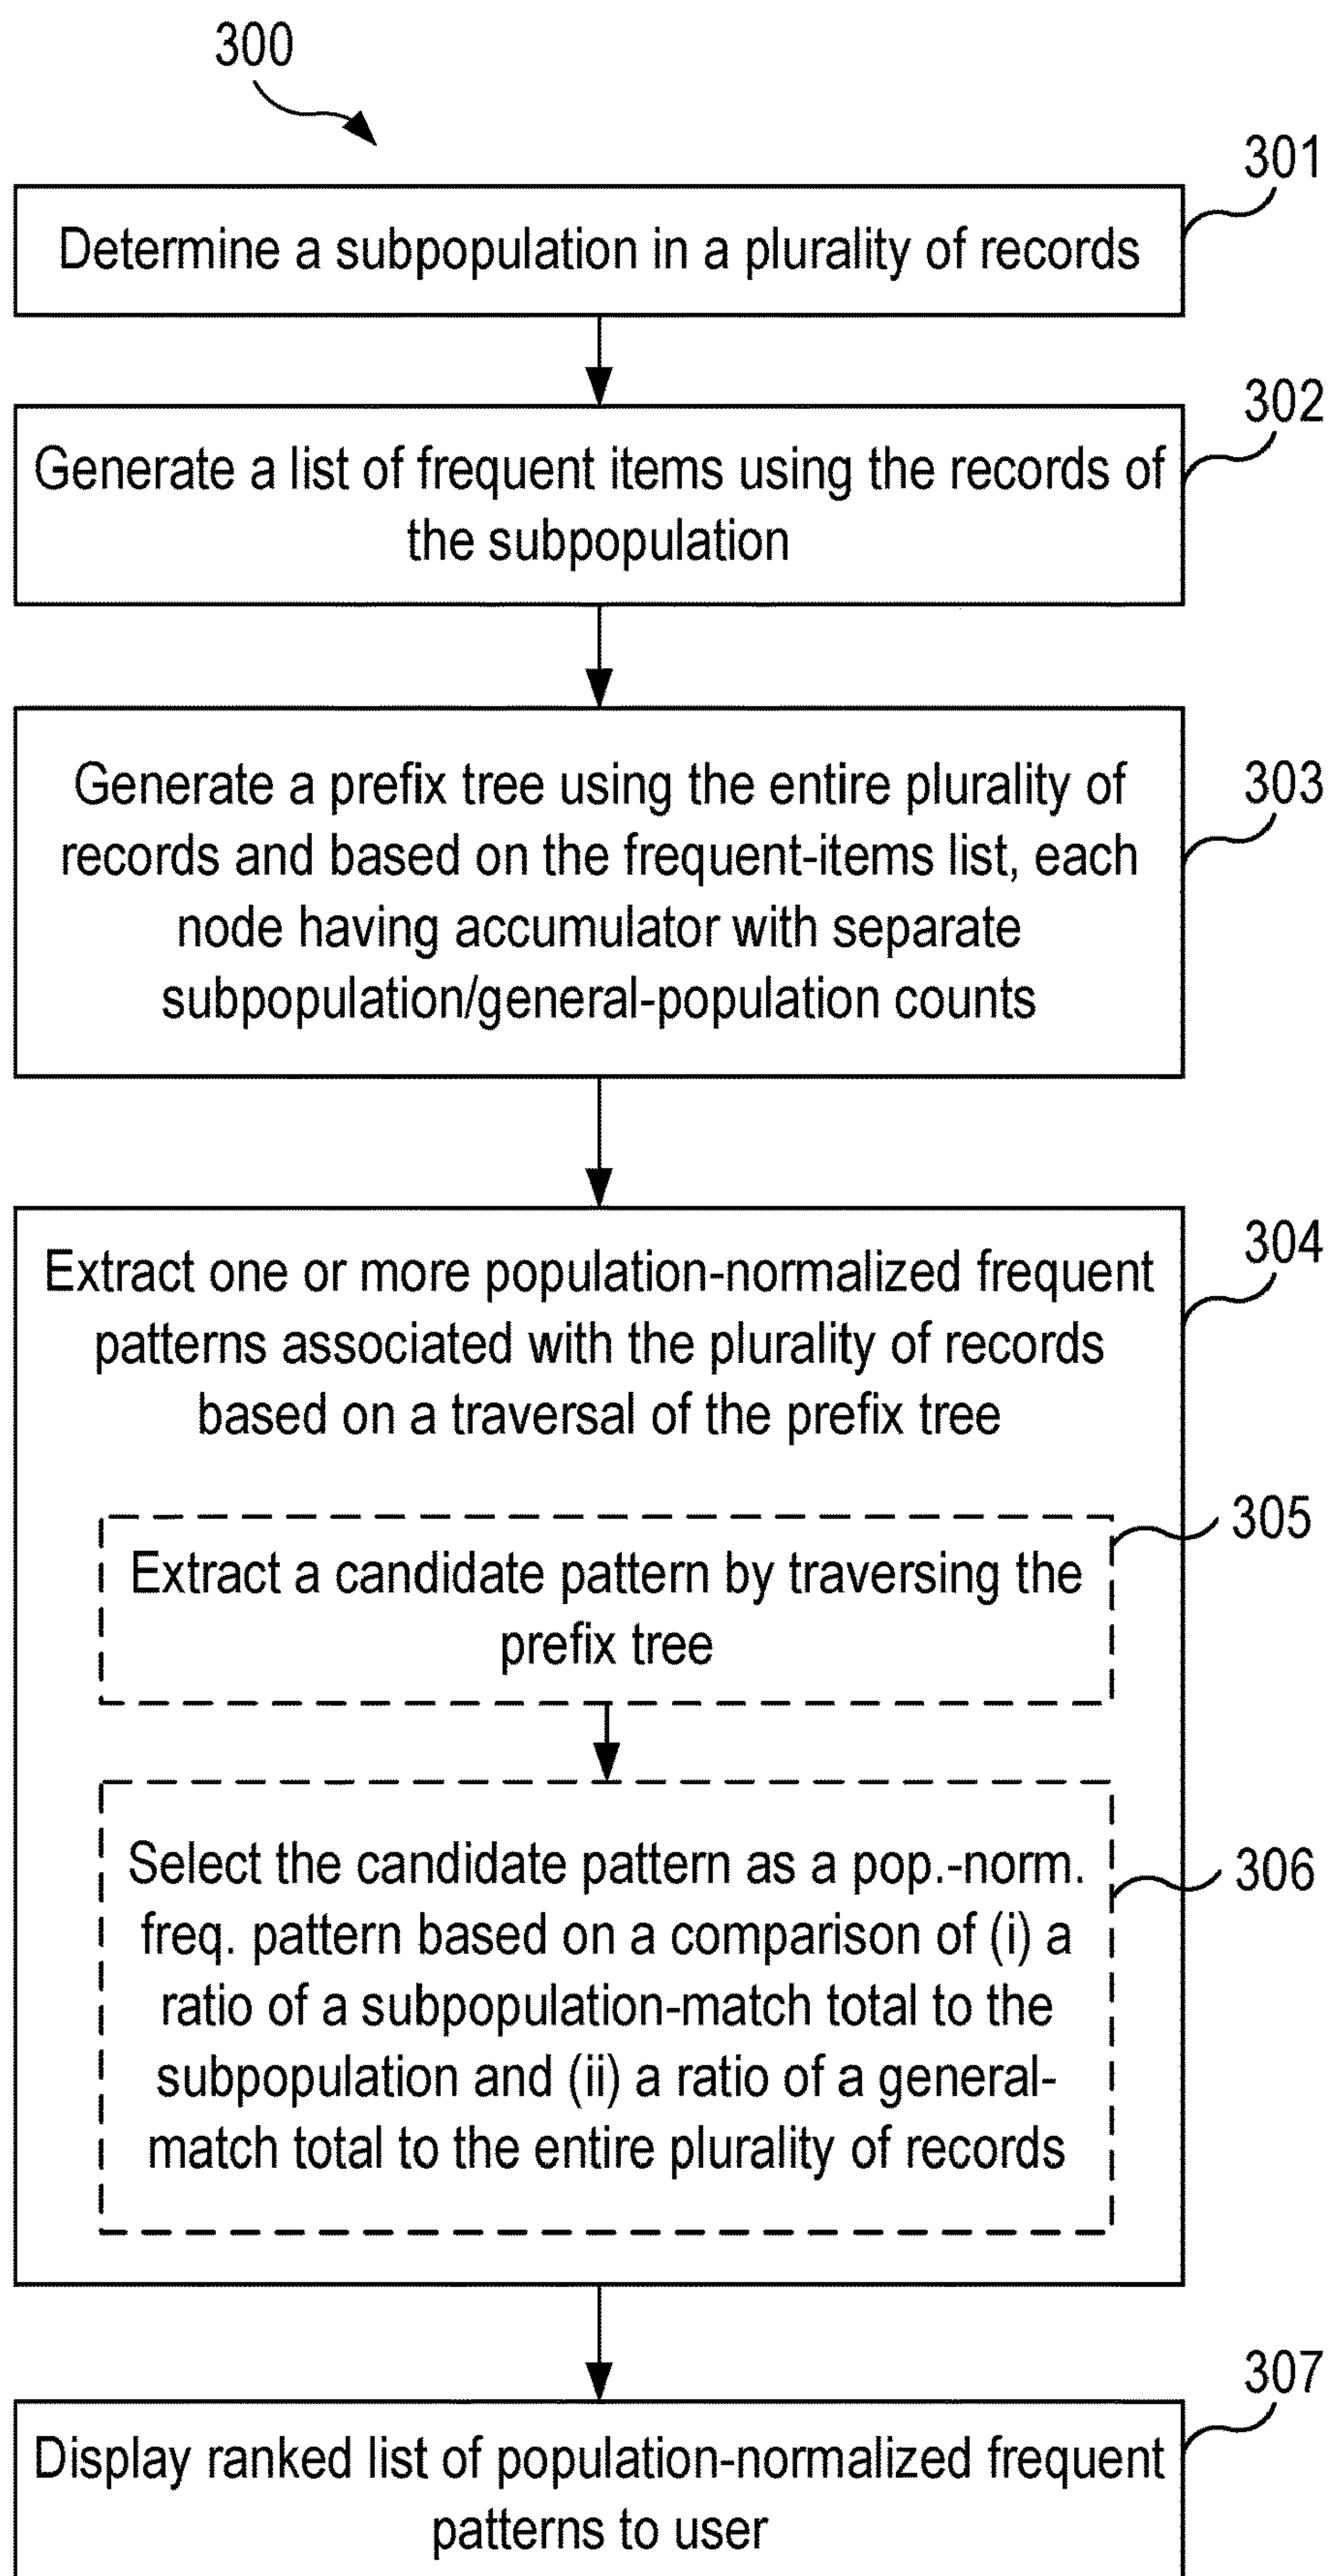 300
301
Determine a subpopulation in a plurality of records
302
Generate a list of frequent items using the records of
the subpopulation
303
Generate a prefix tree using the entire plurality of
records and based on the frequent-items list, each
node having accumulator with separate
subpopulation/general-population counts
304
Extract one or more population-normalized frequent
patterns associated with the plurality of records
based on a traversal of the prefix tree
305
Extract a candidate pattern by traversing the
prefix tree
306
Select the candidate pattern as a pop.-norm.
freq. pattern based on a comparison of (i) a
ratio of a subpopulation-match total to the
subpopulation and (ii) a ratio of a general-
match total to the entire plurality of records
307
Display ranked list of population-normalized frequent
patterns to user